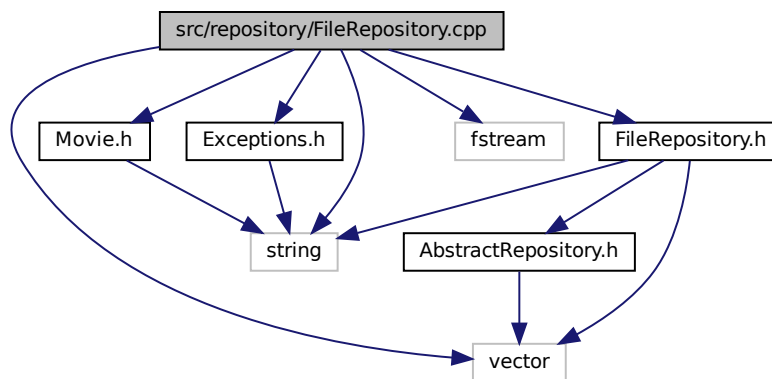 src/repository/FileRepository.cpp
Movie.h
Exceptions.h
fstream
FileRepository.h
string
AbstractRepository.h
vector